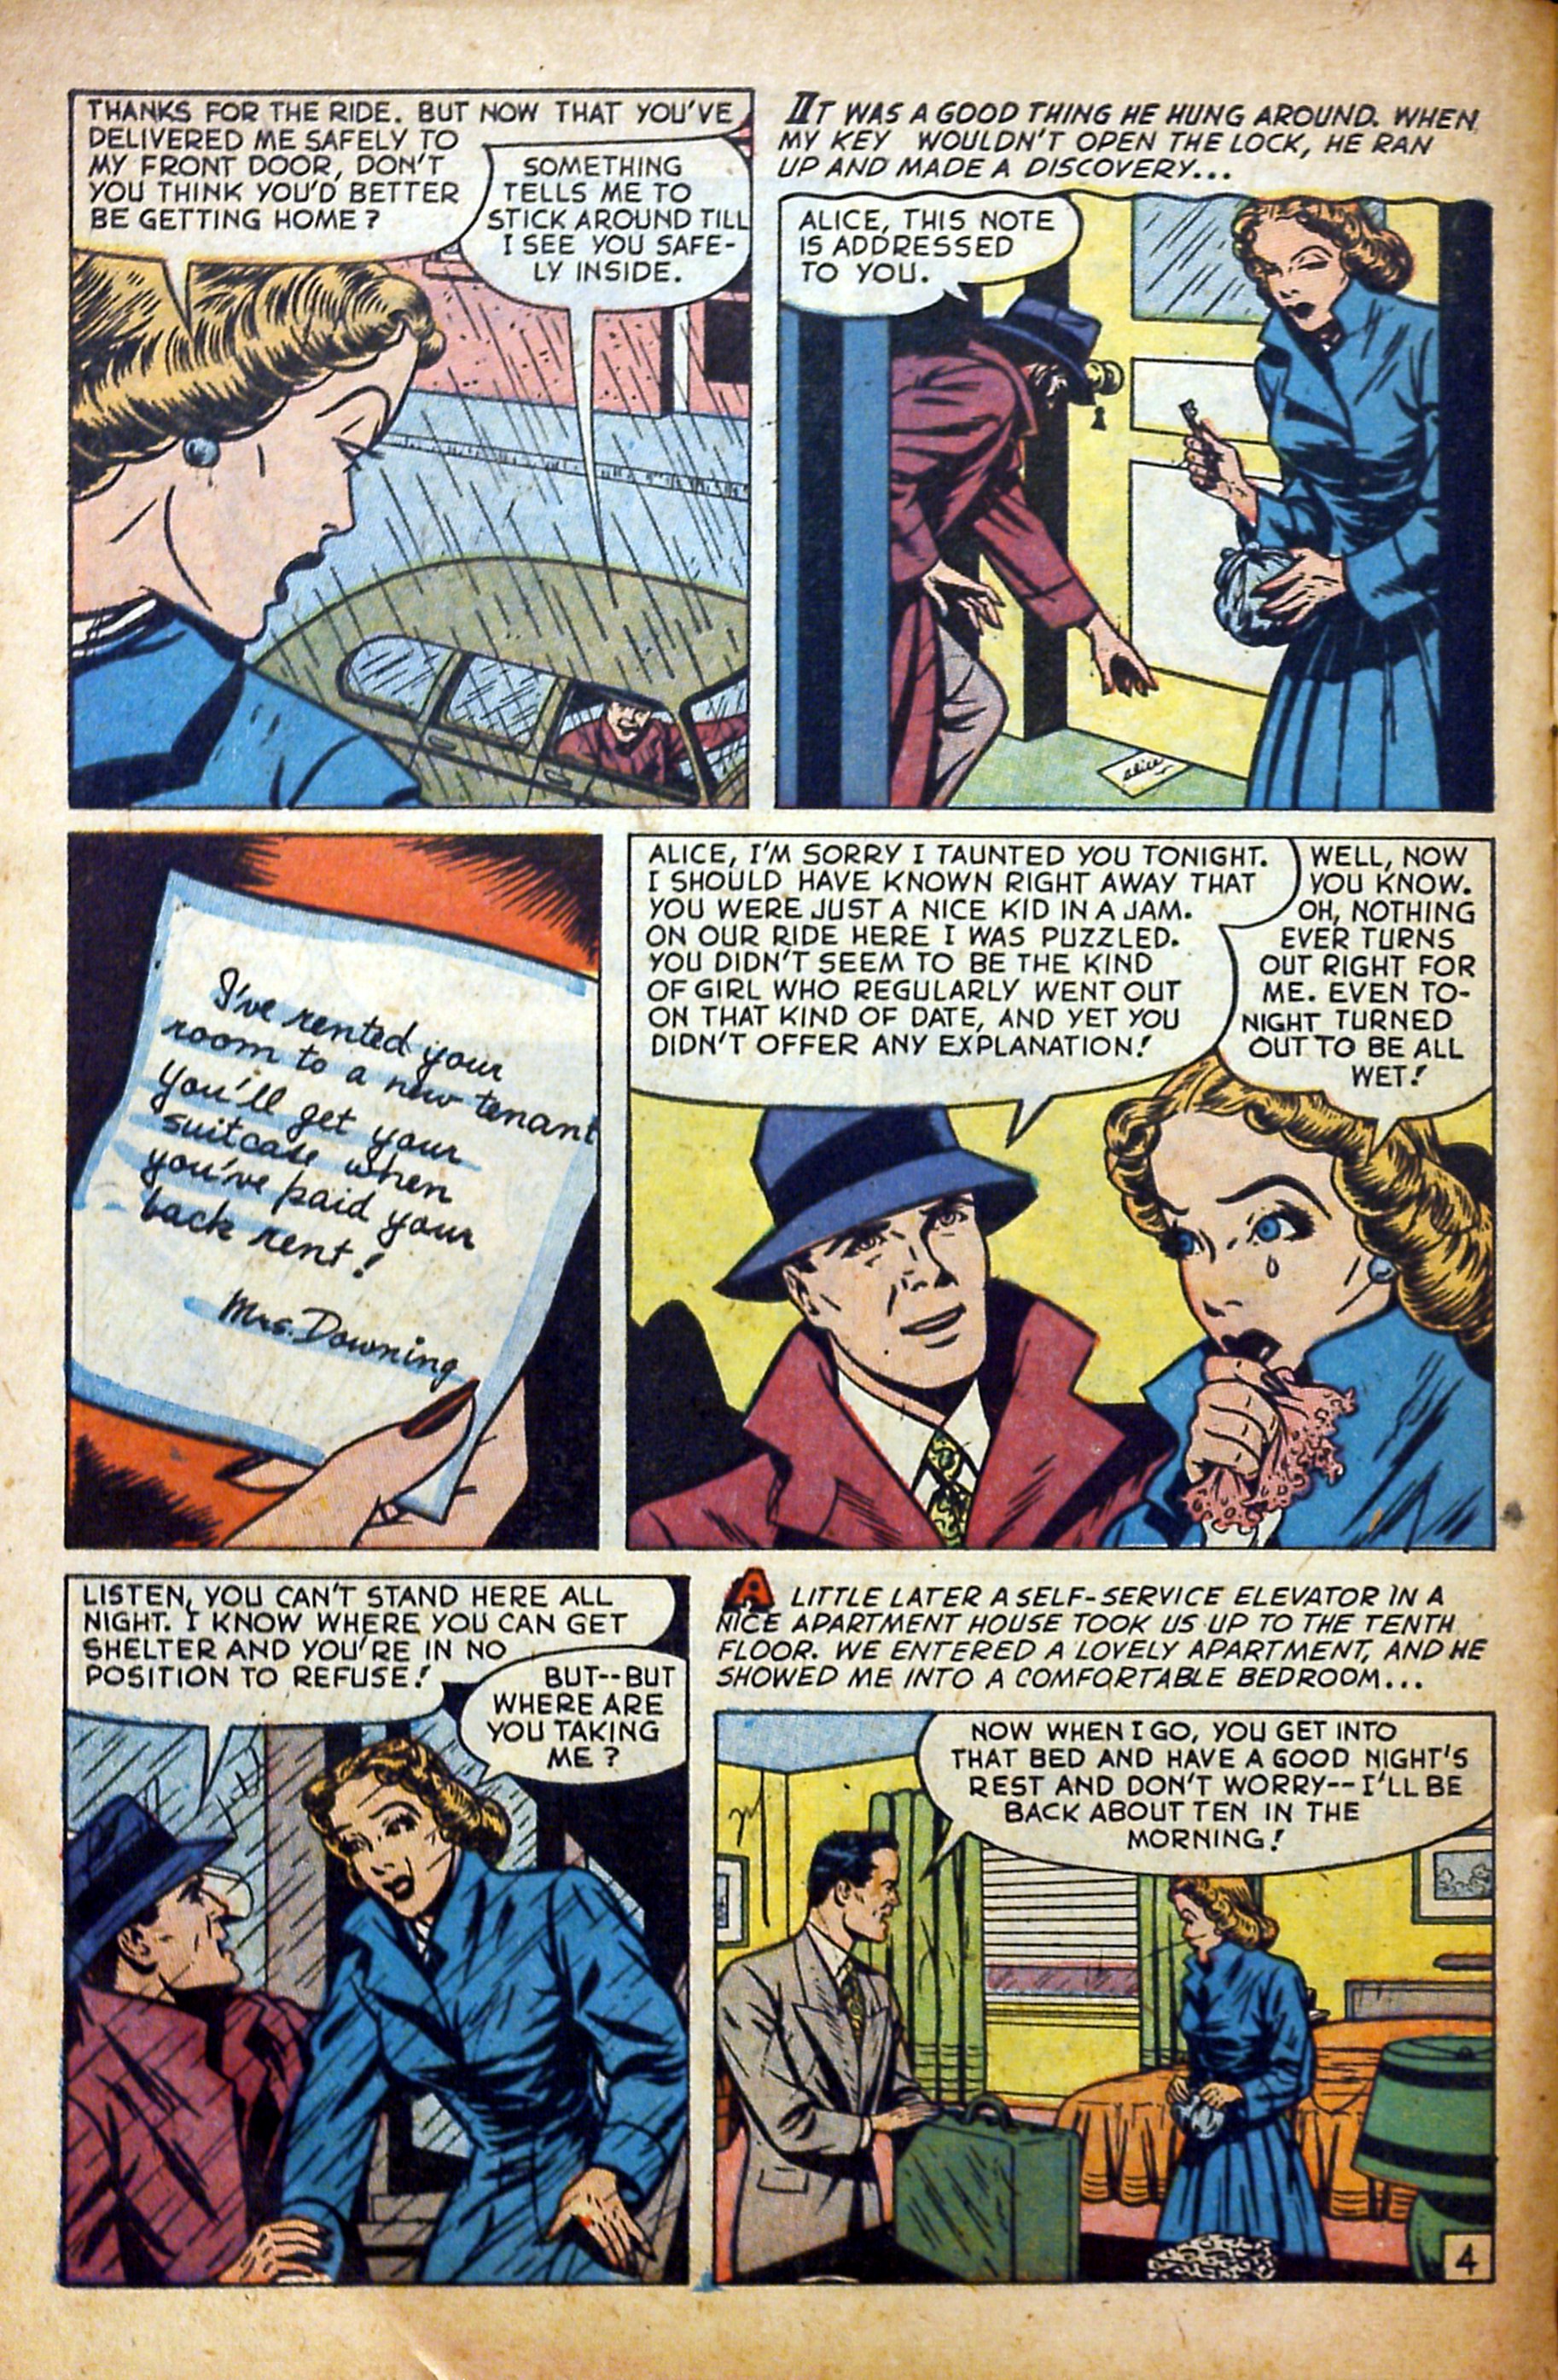 THANKS FOR THE RIDE. BUT NOW THAT YOU'VE
DELIVERED ME SAFELY TO
MY FRONT DOOR, DON'T
YOU THINK YOU'D BETTER
BE GETTING HOME?
SOMETHING
TELLS ME TO
STICK AROUND TILL
I SEE YOU SAFE-
LY INSIDE.
IT WAS A GOOD THING HE HUNG AROUND. WHEN
MY KEY WOULDN'T OPEN THE LOCK, HE RAN
UP AND MADE A DISCOVERY...
ALICE, THIS NOTE
IS ADDRESSED
TO YOU.
Alice
I've rented your
room to a new tenant
You'll get your
suitcase when
you've paid your
back rent!
Mrs. Downing
ALICE, I'M SORRY I TAUNTED YOU TONIGHT.
I SHOULD HAVE KNOWN RIGHT AWAY THAT
YOU WERE JUST A NICE KID IN A JAM.
ON OUR RIDE HERE I WAS PUZZLED.
YOU DIDN'T SEEM TO BE THE KIND
OF GIRL WHO REGULARLY WENT OUT
ON THAT KIND OF DATE, AND YET YOU
DIDN'T OFFER ANY EXPLANATION!
WELL, NOW
YOU KNOW.
OH, NOTHING
EVER TURNS
OUT RIGHT FOR
ME. EVEN TO-
NIGHT TURNED
OUT TO BE ALL
WET!
LISTEN, YOU CAN'T STAND HERE ALL
NIGHT. I KNOW WHERE YOU CAN GET
SHELTER AND YOU'RE IN NO
POSITION TO REFUSE!
BUT--BUT
WHERE ARE
YOU TAKING
ME?
A LITTLE LATER A SELF-SERVICE ELEVATOR IN A
NICE APARTMENT HOUSE TOOK US UP TO THE TENTH
FLOOR. WE ENTERED A LOVELY APARTMENT, AND HE
SHOWED ME INTO A COMFORTABLE BEDROOM...
NOW WHEN I GO, YOU GET INTO
THAT BED AND HAVE A GOOD NIGHT'S
REST AND DON'T WORRY--I'LL BE
BACK ABOUT TEN IN THE
MORNING!
4